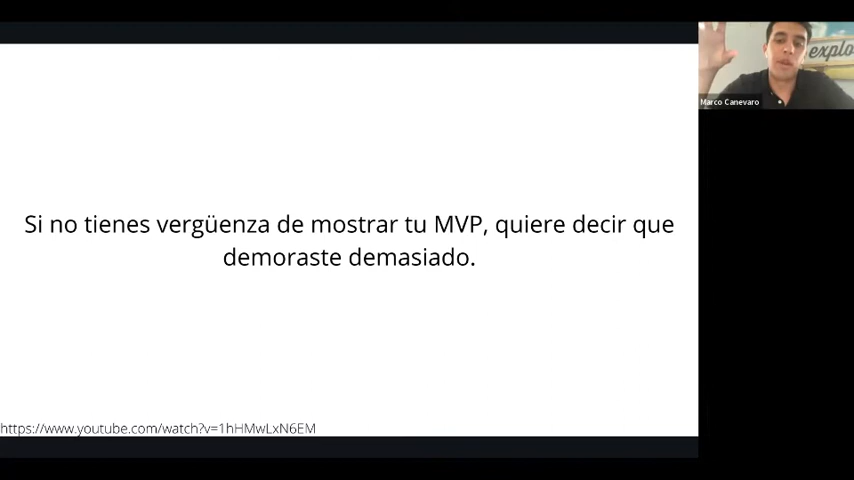 Si no tienes vergüenza de mostrar tu MVP, quiere decir que
demoraste demasiado.
https://www.youtube.com/watch?v=1hHMwLxN6EM
explo
Marco Canevaro